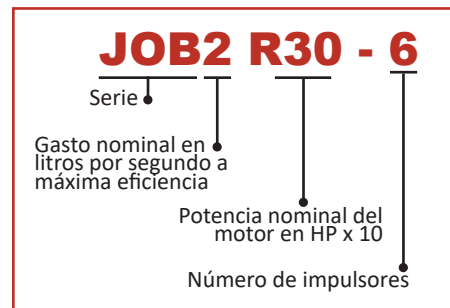 JOB2 R30 - 6
Serie
Gasto nominal en
litros por segundo a
máxima eficiencia
Potencia nominal del
motor en HP x 10
Número de impulsores